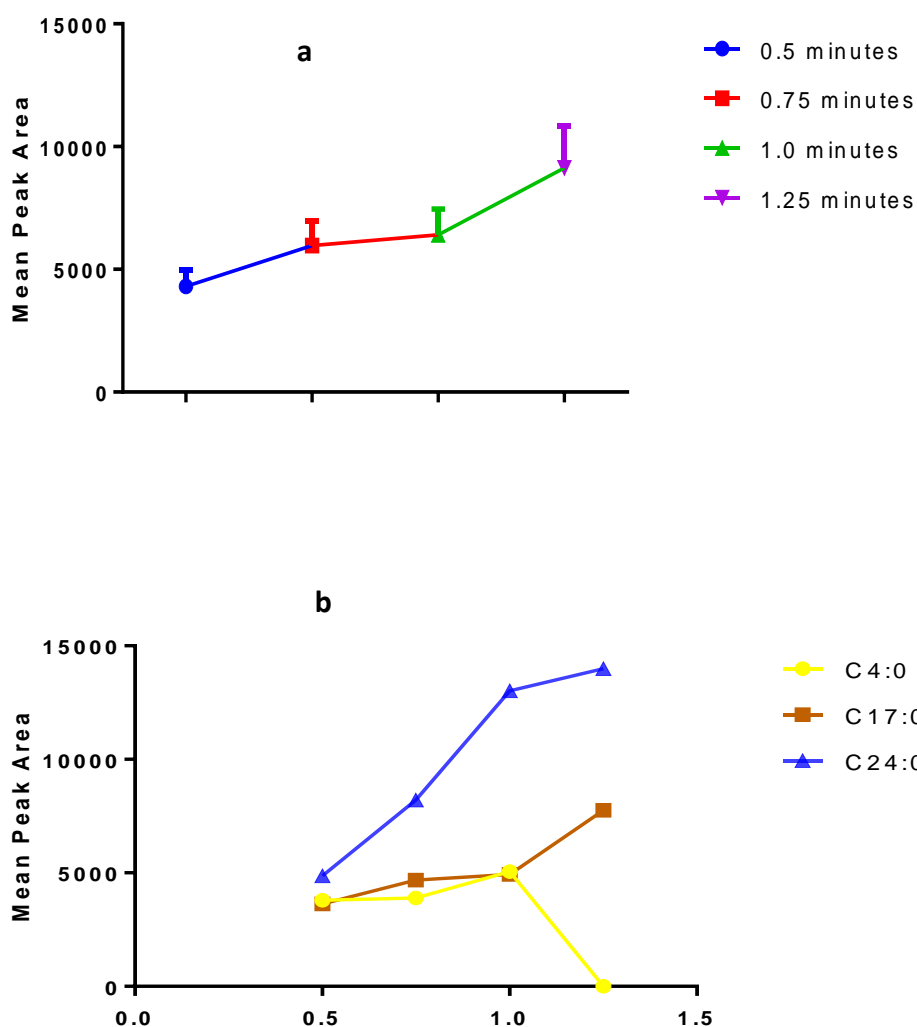 a
15000
10000
5000
0
Mean Peak Area
0.5 minutes
0.75 minutes
1.0 minutes
1.25 minutes
b
15000
10000
5000
0
Mean Peak Area
0.0 0.5 1.0 1.5
C4:0
C17:0
C24:0